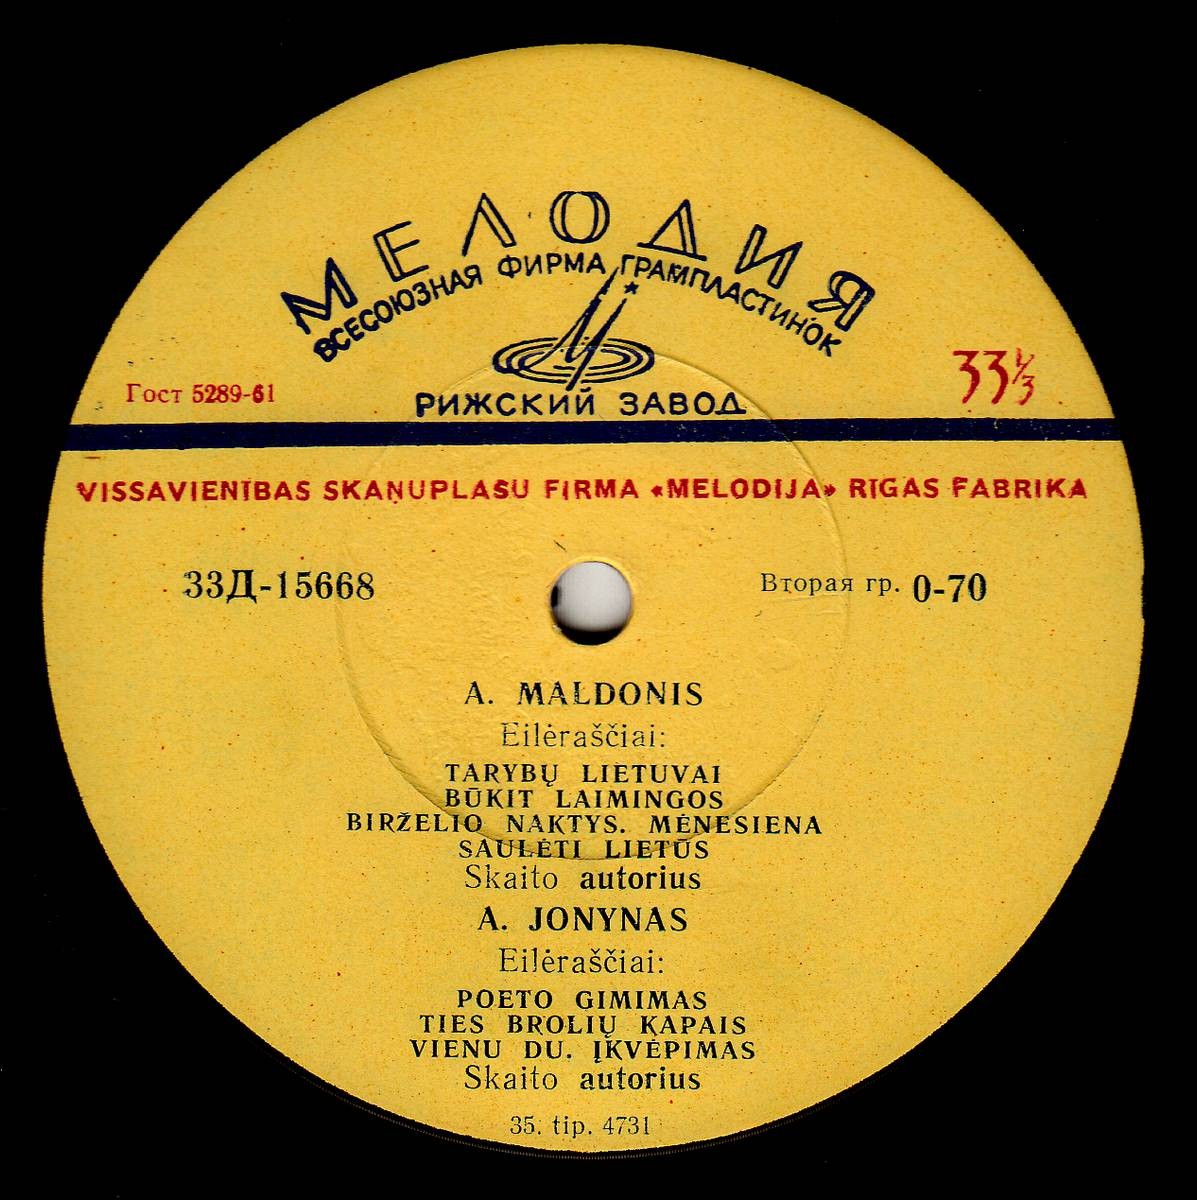 МЕЛОДИЯ
ВСЕСОЮЗНАЯ ФИРМА ГРАМПЛАСТИНОК
РИЖСКИЙ ЗАВОД
Гост 5289-61
33⅓
VISSAVIENĪBAS SKAŅUPLAŠU FIRMA «MELODIJA» RĪGAS FABRIKA
33Д-15668
Вторая гр. 0-70
A. MALDONIS
Eilėraščiai:
TARYBŲ LIETUVAI
BŪKIT LAIMINGOS
BIRŽELIO NAKTYS. MĖNESIENA
SAULĖTI LIETŪS
Skaito autorius
A. JONYNAS
Eilėraščiai:
POETO GIMIMAS
TIES BROLIŲ KAPAIS
VIENU DU. ĮKVĖPIMAS
Skaito autorius
35. tip. 4731